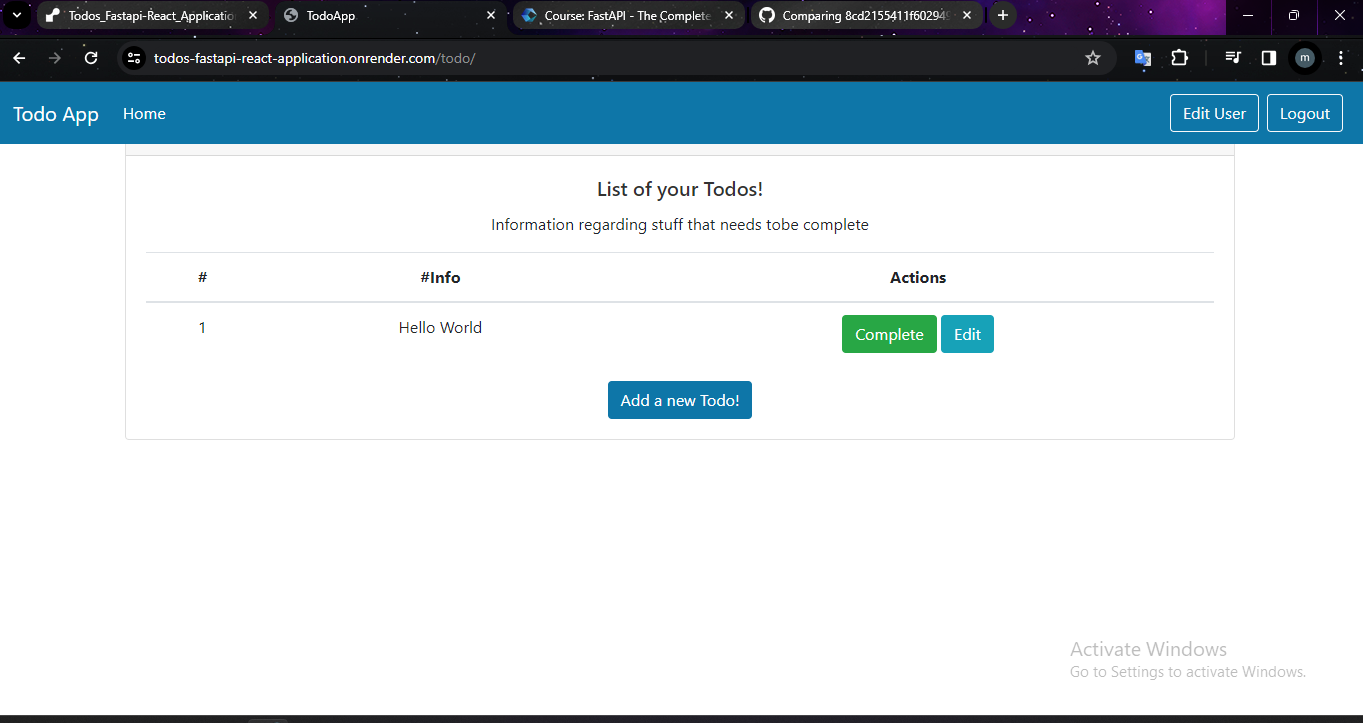 Todos_Fastapi-React_Applicatio
TodoApp
Course: FastAPI - The Complete
Comparing 8cd2155411f60294
todos-fastapi-react-application.onrender.com/todo/
m
Todo App Home Edit User Logout
List of your Todos!
Information regarding stuff that needs tobe complete
# #Info Actions
1 Hello World Complete Edit
Add a new Todo!
Activate Windows
Go to Settings to activate Windows.